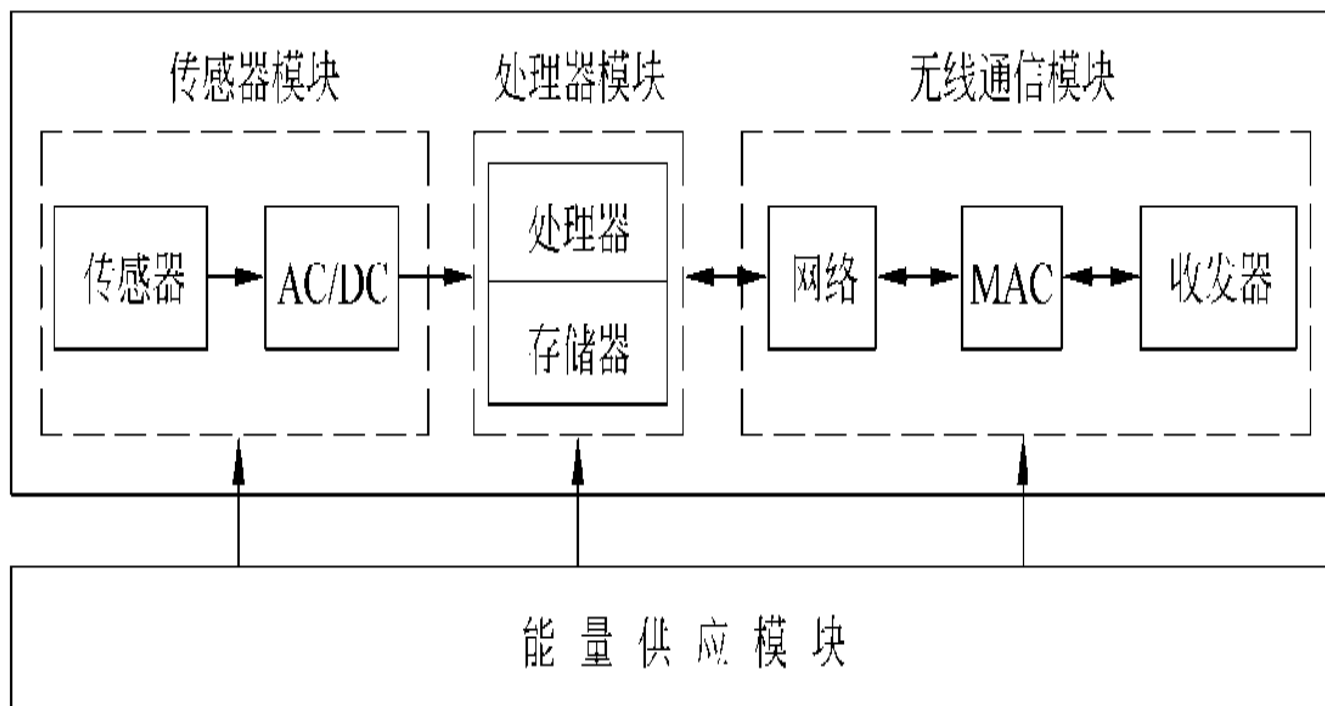 传感器模块
处理器模块
无线通信模块
传感器
AC/DC
处理器
存储器
网络
MAC
收发器
能量供应模块